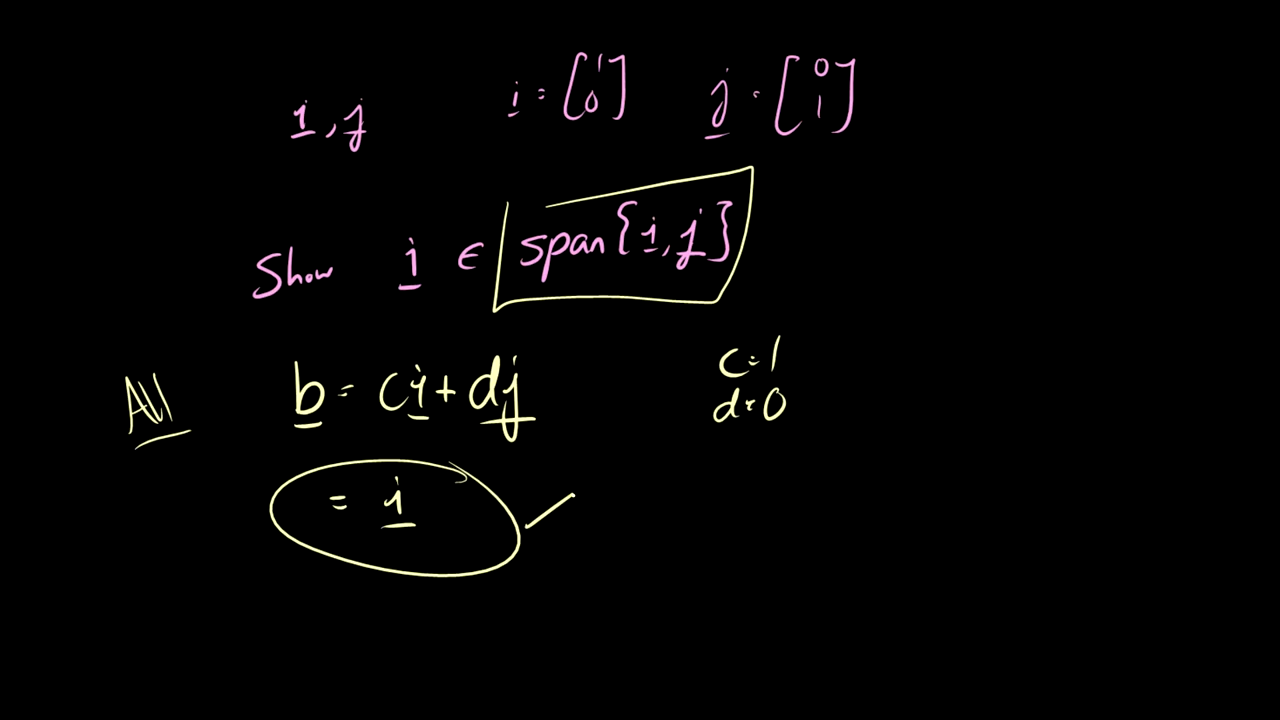 i, j i = [1 0] j = [0 1]
Show i ∈ span{i, j}
All b = ci + dj c = 1
d = 0
= i ✓